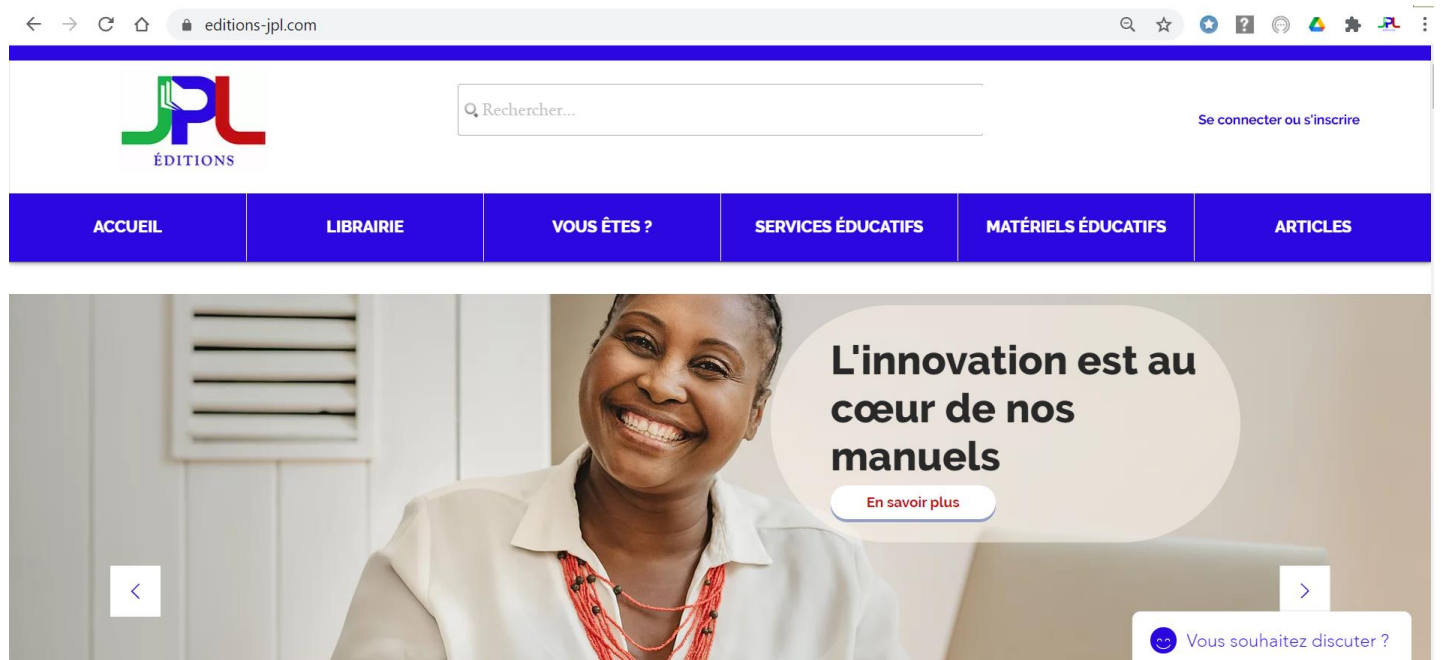 editions-jpl.com
JPL
ÉDITIONS
Rechercher...
Se connecter ou s'inscrire
ACCUEIL
LIBRAIRIE
VOUS ÊTES ?
SERVICES ÉDUCATIFS
MATÉRIELS ÉDUCATIFS
ARTICLES
L'innovation est au
cœur de nos
manuels
En savoir plus
Vous souhaitez discuter ?